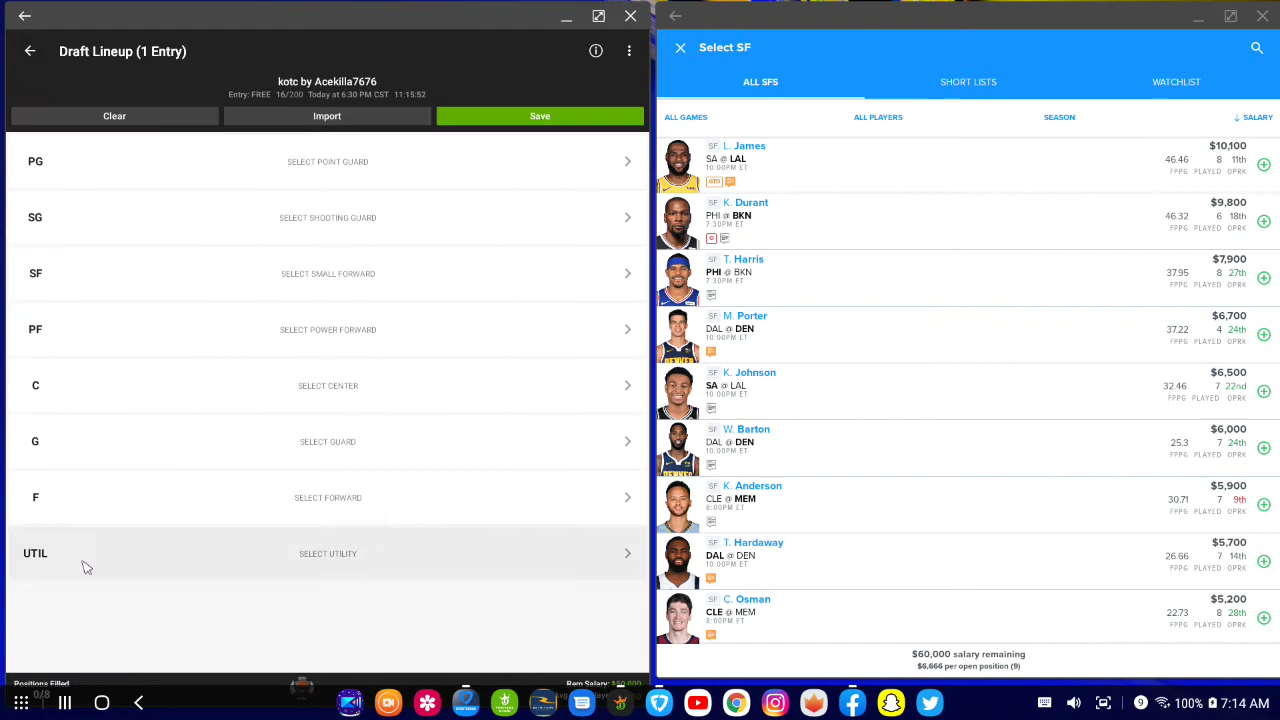 Draft Lineup (1 Entry)
kotc by Acekilla7676
Entry: FREE 16/200 Today at 6:30 PM CST 11:15:52
Clear Import Save
PG SELECT POINT GUARD
SG SELECT SHOOTING GUARD
SF SELECT SMALL FORWARD
PF SELECT POWER FORWARD
C SELECT CENTER
G SELECT GUARD
F SELECT FORWARD
UTIL SELECT UTILITY
Positions Filled Rem Salary: $50,000
0/8
Select SF
ALL SFS SHORT LISTS WATCHLIST
ALL GAMES ALL PLAYERS SEASON SALARY
SF L. James $10,100
SA @ LAL 46.46 8 11th
10:00PM ET FPPG PLAYED OPRK
GTD
SF K. Durant $9,800
PHI @ BKN 46.32 6 18th
7:30PM ET FPPG PLAYED OPRK
O
SF T. Harris $7,900
PHI @ BKN 37.95 8 27th
7:30PM ET FPPG PLAYED OPRK
SF M. Porter $6,700
DAL @ DEN 37.22 4 24th
10:00PM ET FPPG PLAYED OPRK
SF K. Johnson $6,500
SA @ LAL 32.46 7 22nd
10:00PM ET FPPG PLAYED OPRK
SF W. Barton $6,000
DAL @ DEN 25.3 7 24th
10:00PM ET FPPG PLAYED OPRK
SF K. Anderson $5,900
CLE @ MEM 30.71 7 9th
8:00PM ET FPPG PLAYED OPRK
SF T. Hardaway $5,700
DAL @ DEN 26.66 7 14th
10:00PM ET FPPG PLAYED OPRK
SF C. Osman $5,200
CLE @ MEM 22.73 8 28th
8:00PM ET FPPG PLAYED OPRK
$60,000 salary remaining
$6,666 per open position (9)
9 100% 7:14 AM